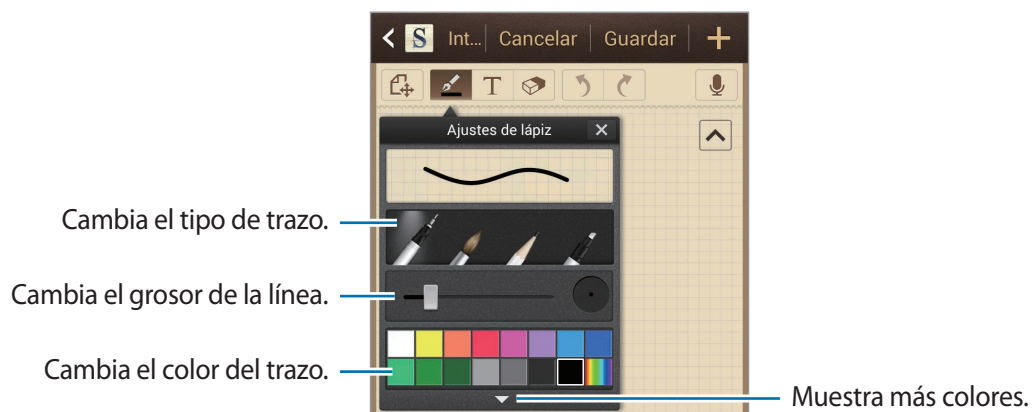 S Int... Cancelar Guardar
T
Ajustes de lápiz
Cambia el tipo de trazo.
Cambia el grosor de la línea.
Cambia el color del trazo.
Muestra más colores.